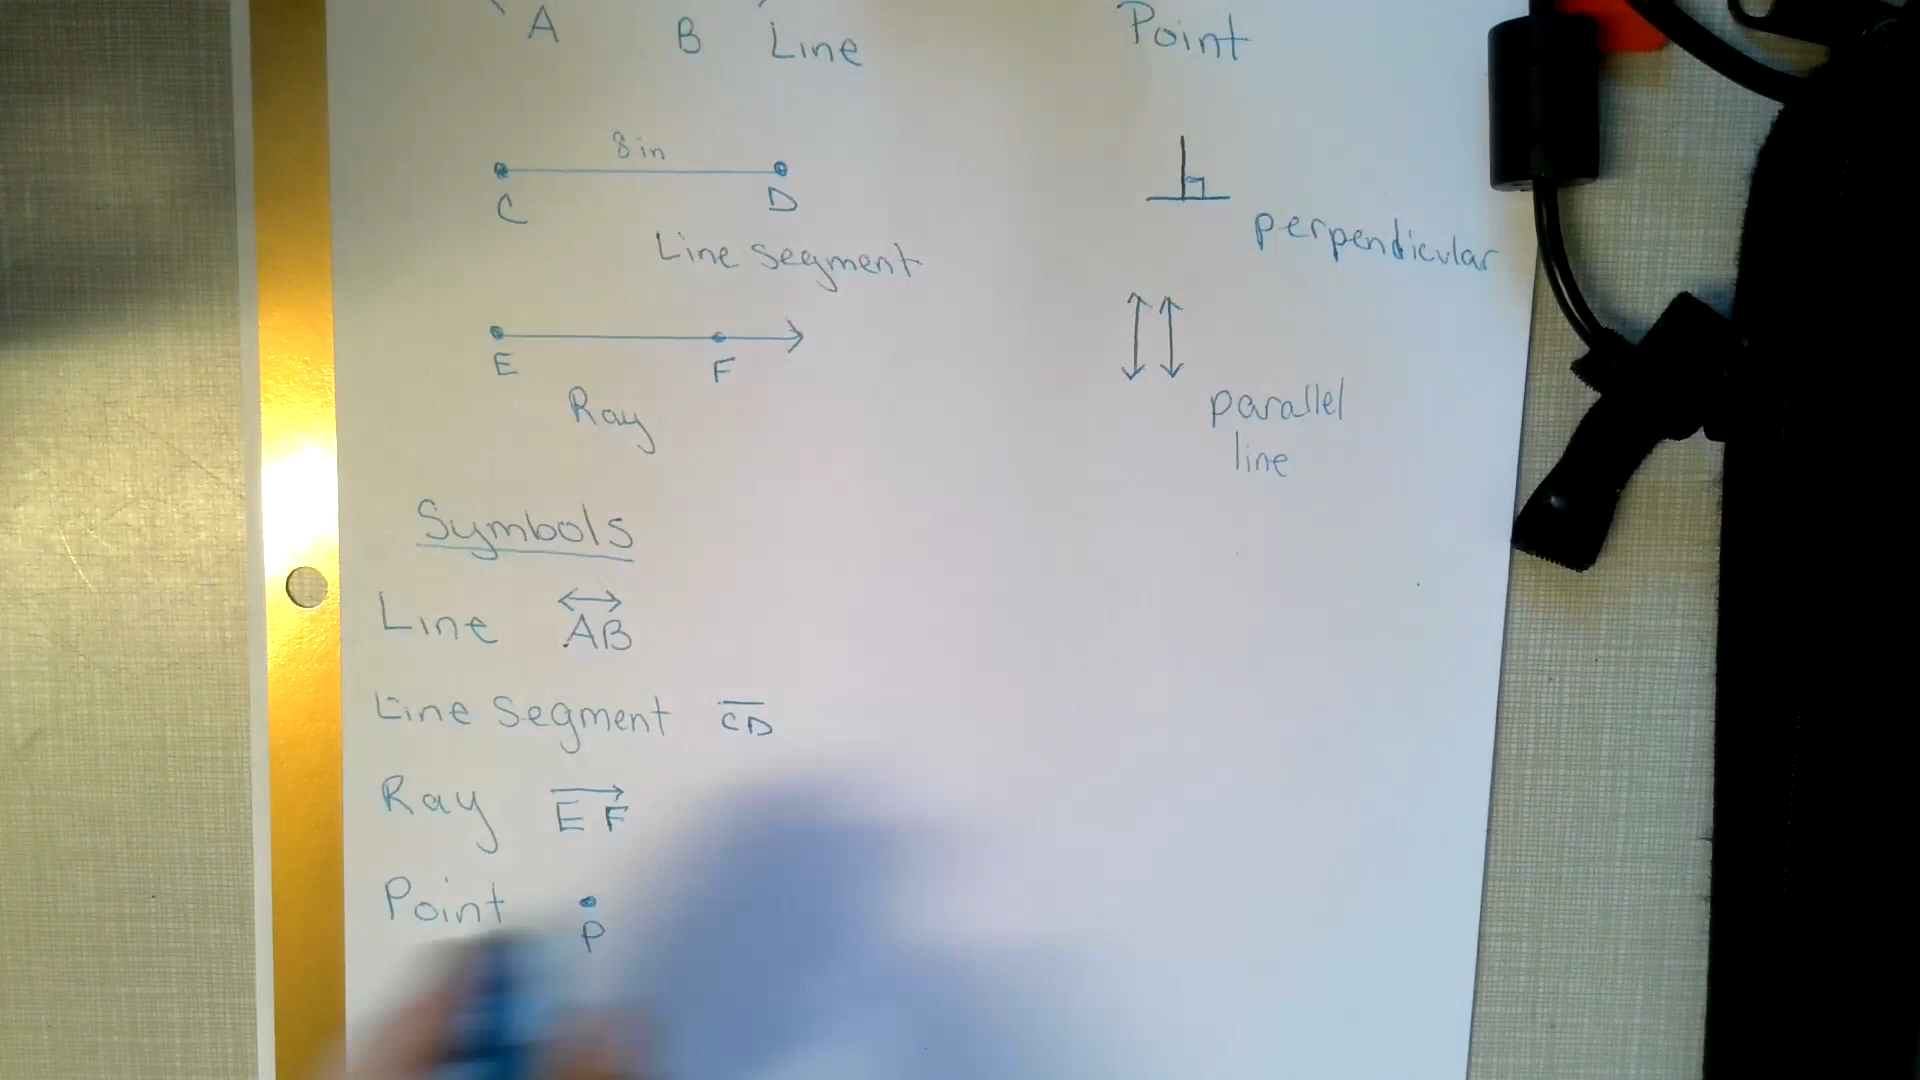 A B Line
Point
8 in
C D
Line Segment
perpendicular
E F
Ray
parallel
line
Symbols
Line AB
Line Segment CD
Ray EF
Point P